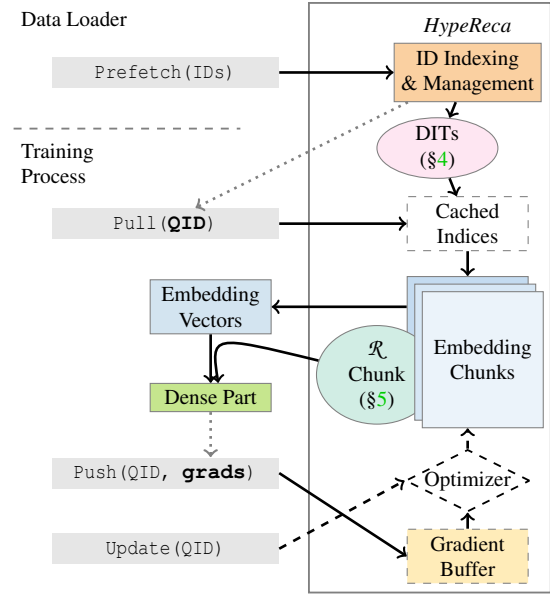 Data Loader
HypeReca
Prefetch(IDs)
ID Indexing
& Management
DITs
(§4)
Training
Process
Pull(QID)
Cached
Indices
Embedding
Vectors
Embedding
Chunks
ℛ
Chunk
(§5)
Dense Part
Push(QID, grads)
Optimizer
Update(QID)
Gradient
Buffer